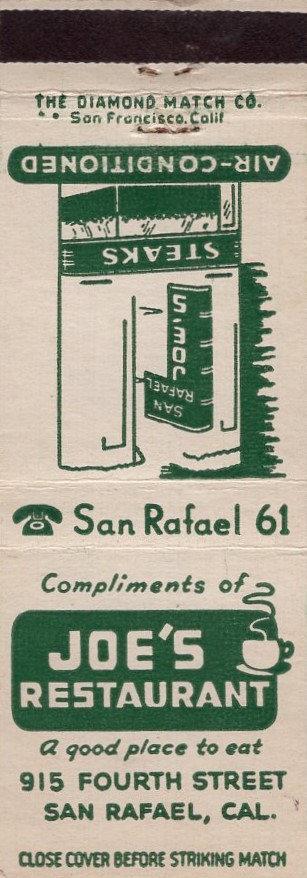 THE DIAMOND MATCH CO.
San Francisco, Calif
AIR-CONDITIONED
STEAKS
JOE'S
SAN
RAFAEL
San Rafael 61
Compliments of
JOE'S
RESTAURANT
A good place to eat
915 FOURTH STREET
SAN RAFAEL, CAL.
CLOSE COVER BEFORE STRIKING MATCH